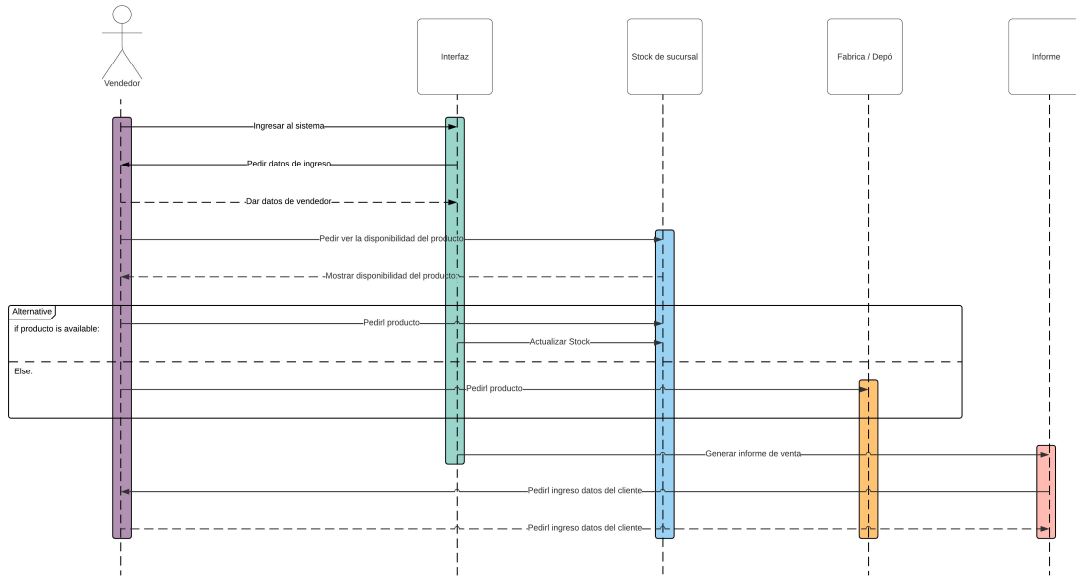 Vendedor
Interfaz
Stock de sucursal
Fabrica / Depó
Informe
Ingresar al sistema
Pedir datos de ingreso
Dar datos de vendedor
Pedir ver la disponibilidad del producto
Mostrar disponibilidad del producto:
Alternative
if producto is available:
Pedirl producto
Actualizar Stock
Else:
Pedirl producto
Generar informe de venta
Pedirl ingreso datos del cliente
Pedirl ingreso datos del cliente